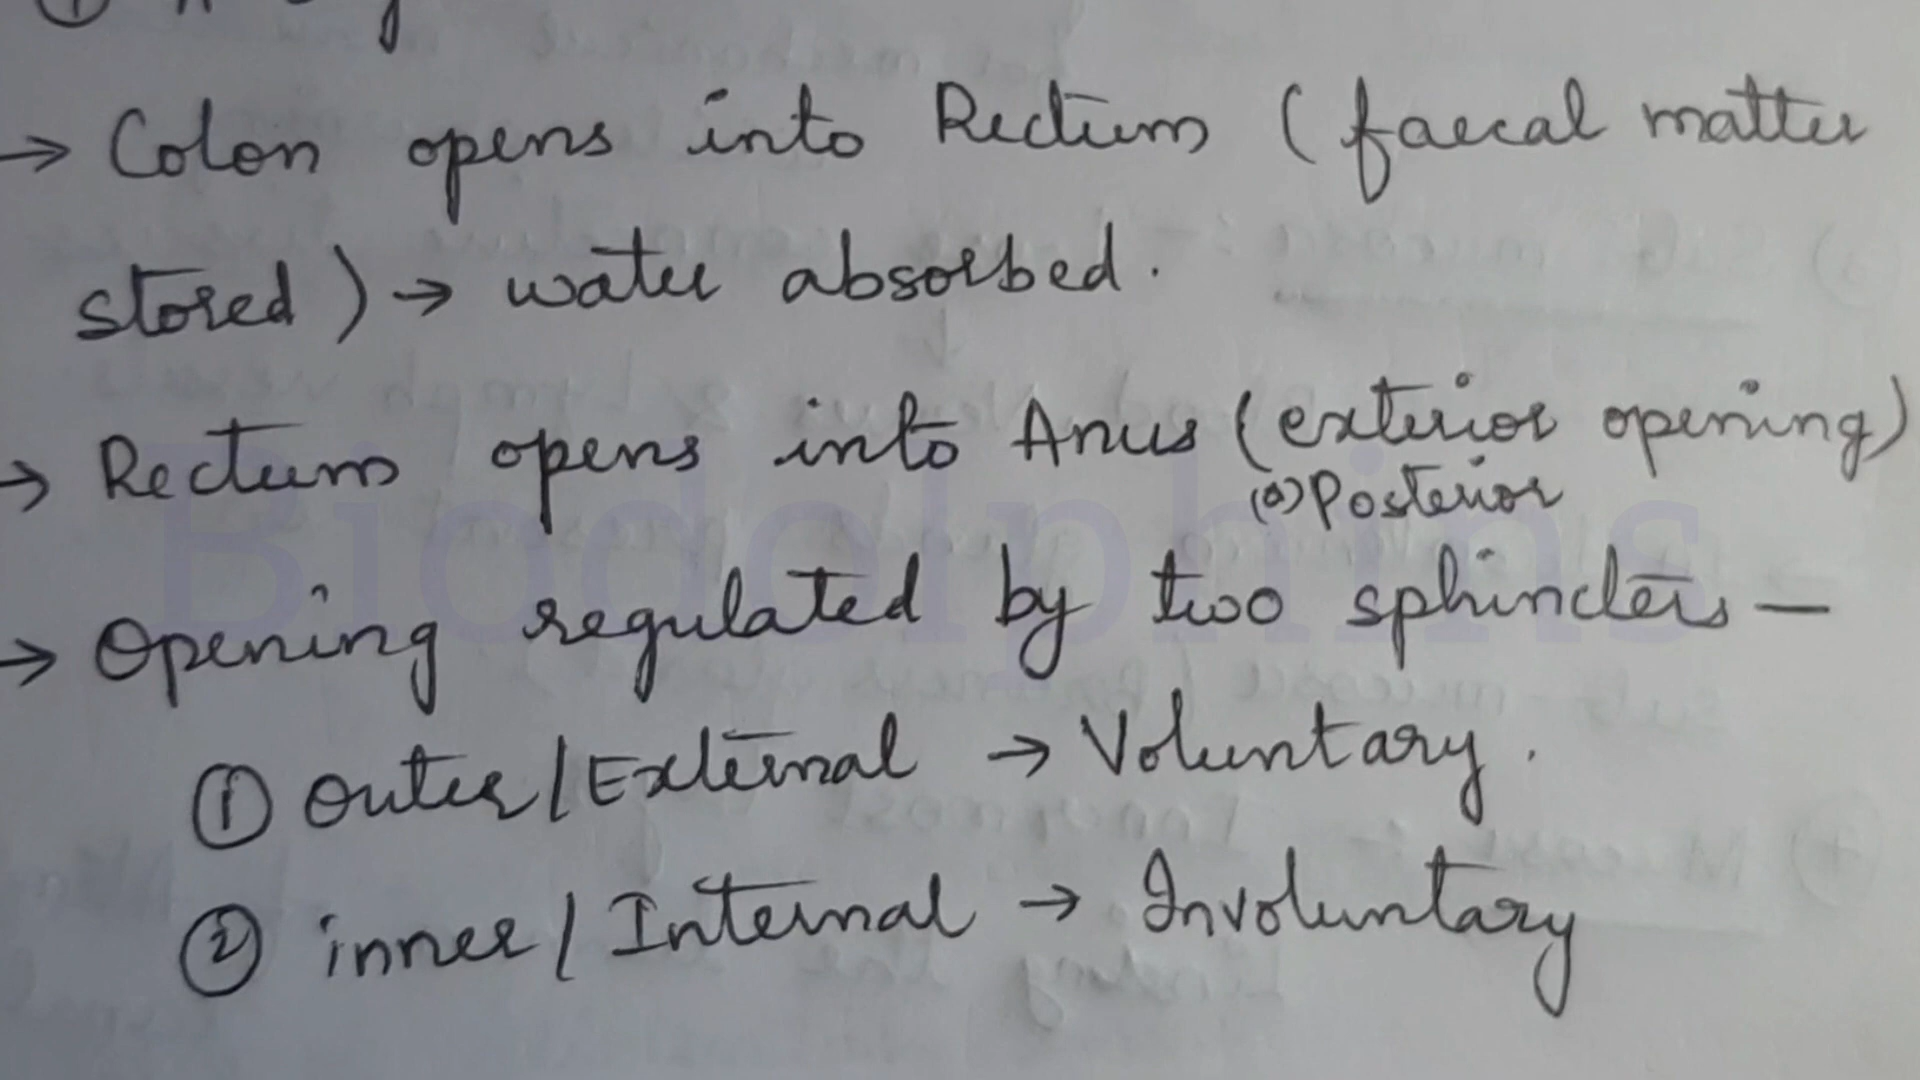 → Colon opens into Rectum (faecal matter
stored) → water absorbed.
→ Rectum opens into Anus (exterior opening)
(or) Posterior
→ Opening regulated by two sphincters —
① outer/External → Voluntary.
② inner/Internal → Involuntary
Biodolphins